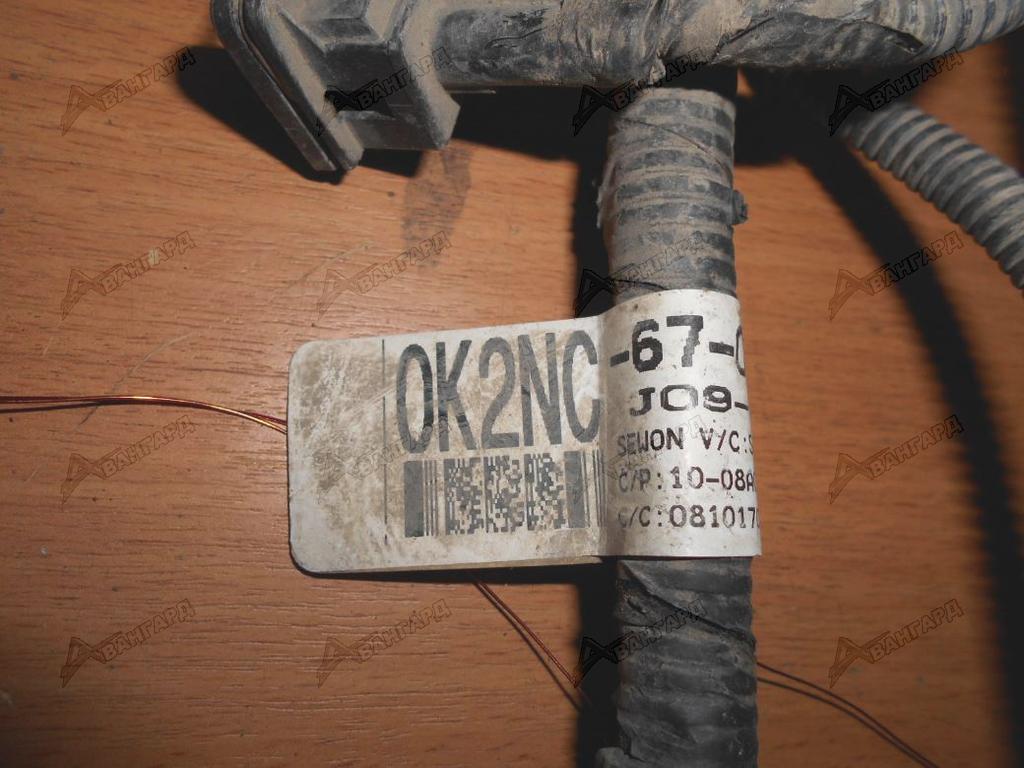 0K2NC-67-0
J09-
SEWON V/C:S
C/P:10-08A
C/C:081017
АВАНГАРД